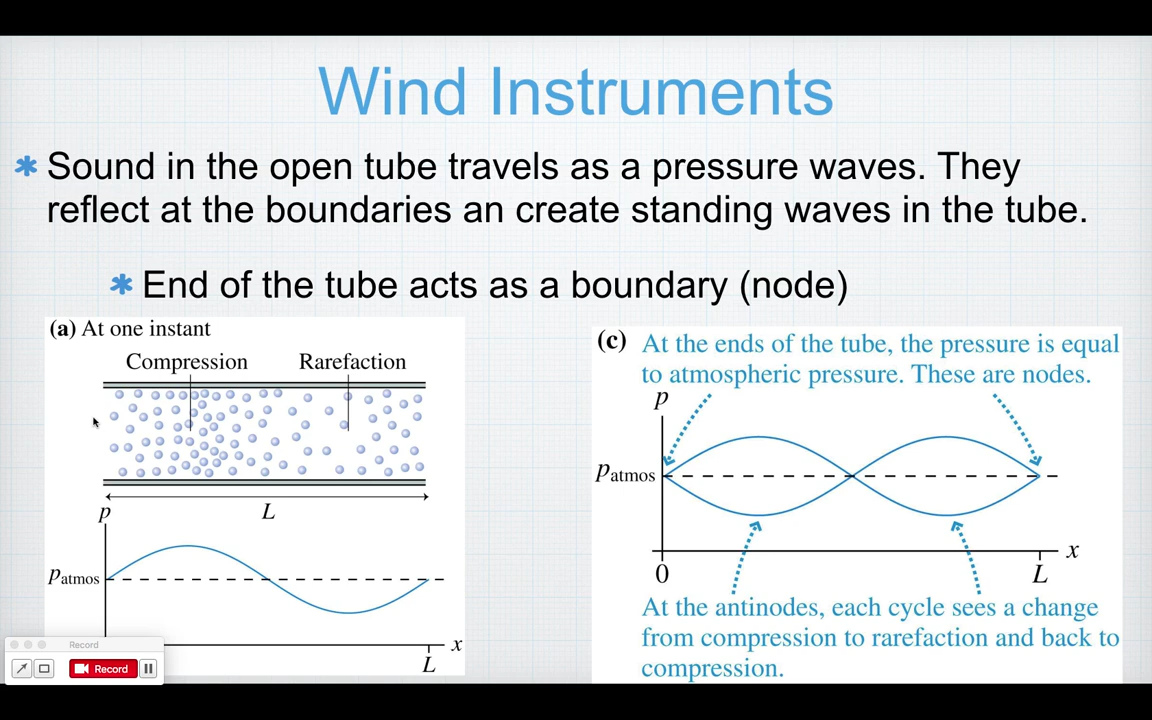 Wind Instruments
* Sound in the open tube travels as a pressure waves. They
reflect at the boundaries an create standing waves in the tube.
* End of the tube acts as a boundary (node)
(a) At one instant
Compression Rarefaction
L
p
patmos
x
L
(c) At the ends of the tube, the pressure is equal
to atmospheric pressure. These are nodes.
p
patmos
x
0 L
At the antinodes, each cycle sees a change
from compression to rarefaction and back to
compression.
Record
Record